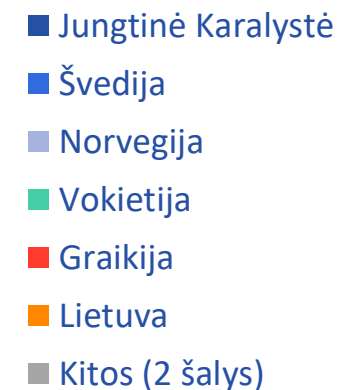 Jungtinė Karalystė
Švedija
Norvegija
Vokietija
Graikija
Lietuva
Kitos (2 šalys)